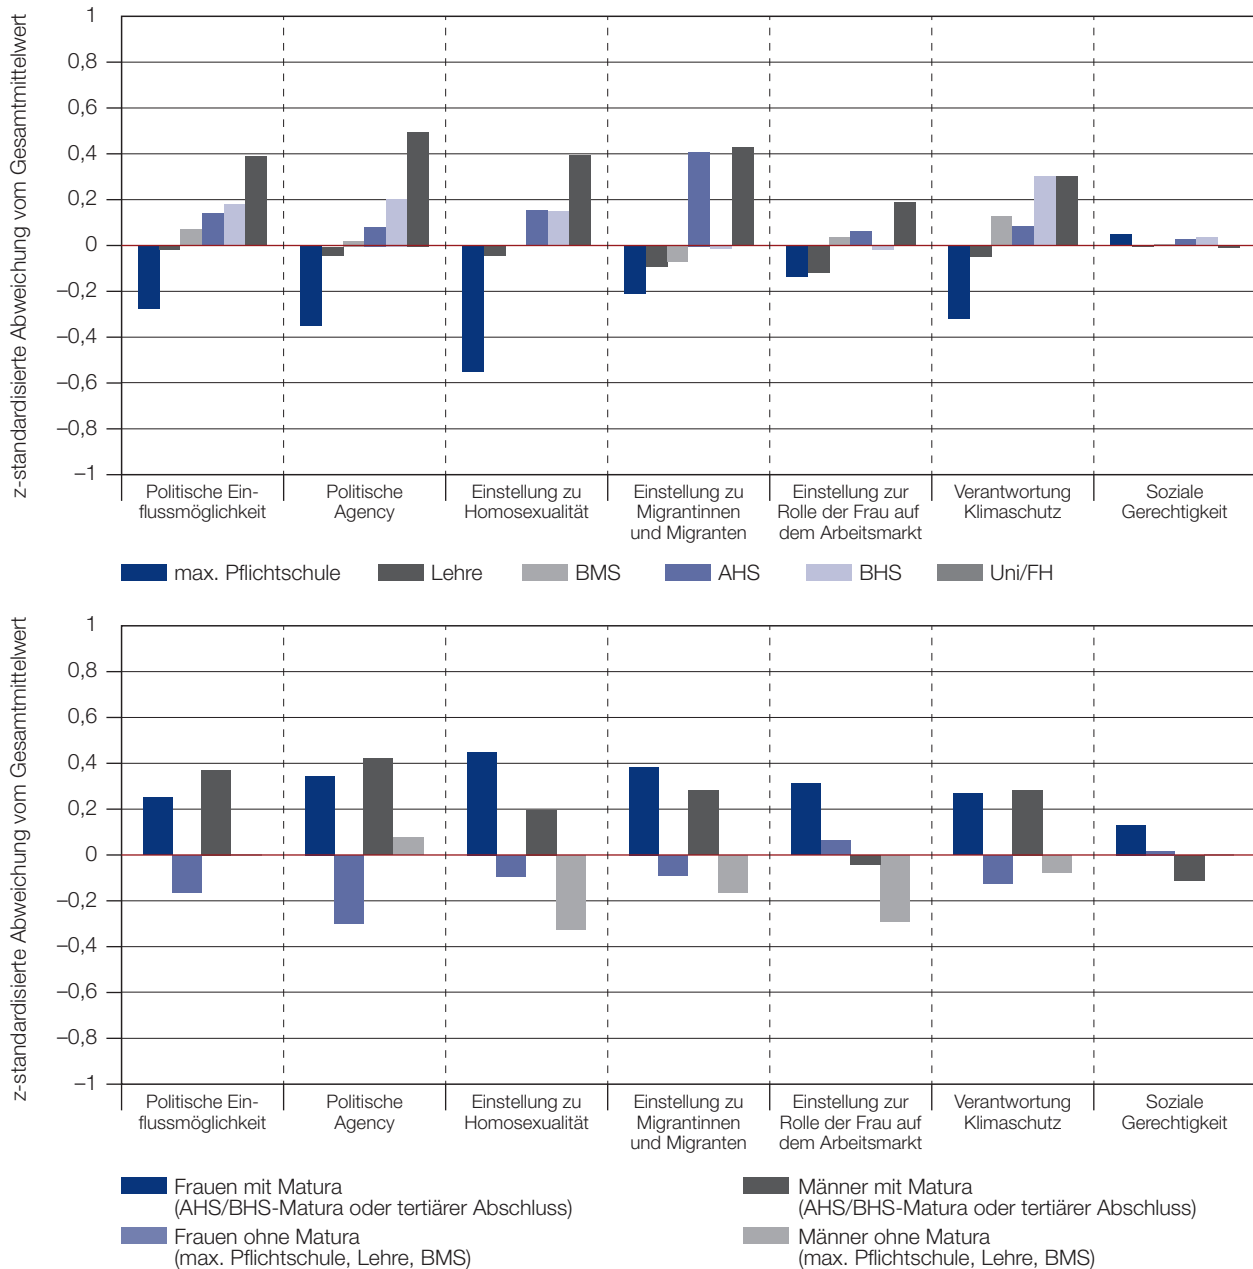 z-standardisierte Abweichung vom Gesamtmittelwert
1
0,8
0,6
0,4
0,2
0
–0,2
–0,4
–0,6
–0,8
–1
Politische Ein-
flussmöglichkeit
Politische
Agency
Einstellung zu
Homosexualität
Einstellung zu
Migrantinnen
und Migranten
Einstellung zur
Rolle der Frau auf
dem Arbeitsmarkt
Verantwortung
Klimaschutz
Soziale
Gerechtigkeit
max. Pflichtschule
Lehre
BMS
AHS
BHS
Uni/FH
z-standardisierte Abweichung vom Gesamtmittelwert
1
0,8
0,6
0,4
0,2
0
–0,2
–0,4
–0,6
–0,8
–1
Politische Ein-
flussmöglichkeit
Politische
Agency
Einstellung zu
Homosexualität
Einstellung zu
Migrantinnen
und Migranten
Einstellung zur
Rolle der Frau auf
dem Arbeitsmarkt
Verantwortung
Klimaschutz
Soziale
Gerechtigkeit
Frauen mit Matura
(AHS/BHS-Matura oder tertiärer Abschluss)
Frauen ohne Matura
(max. Pflichtschule, Lehre, BMS)
Männer mit Matura
(AHS/BHS-Matura oder tertiärer Abschluss)
Männer ohne Matura
(max. Pflichtschule, Lehre, BMS)